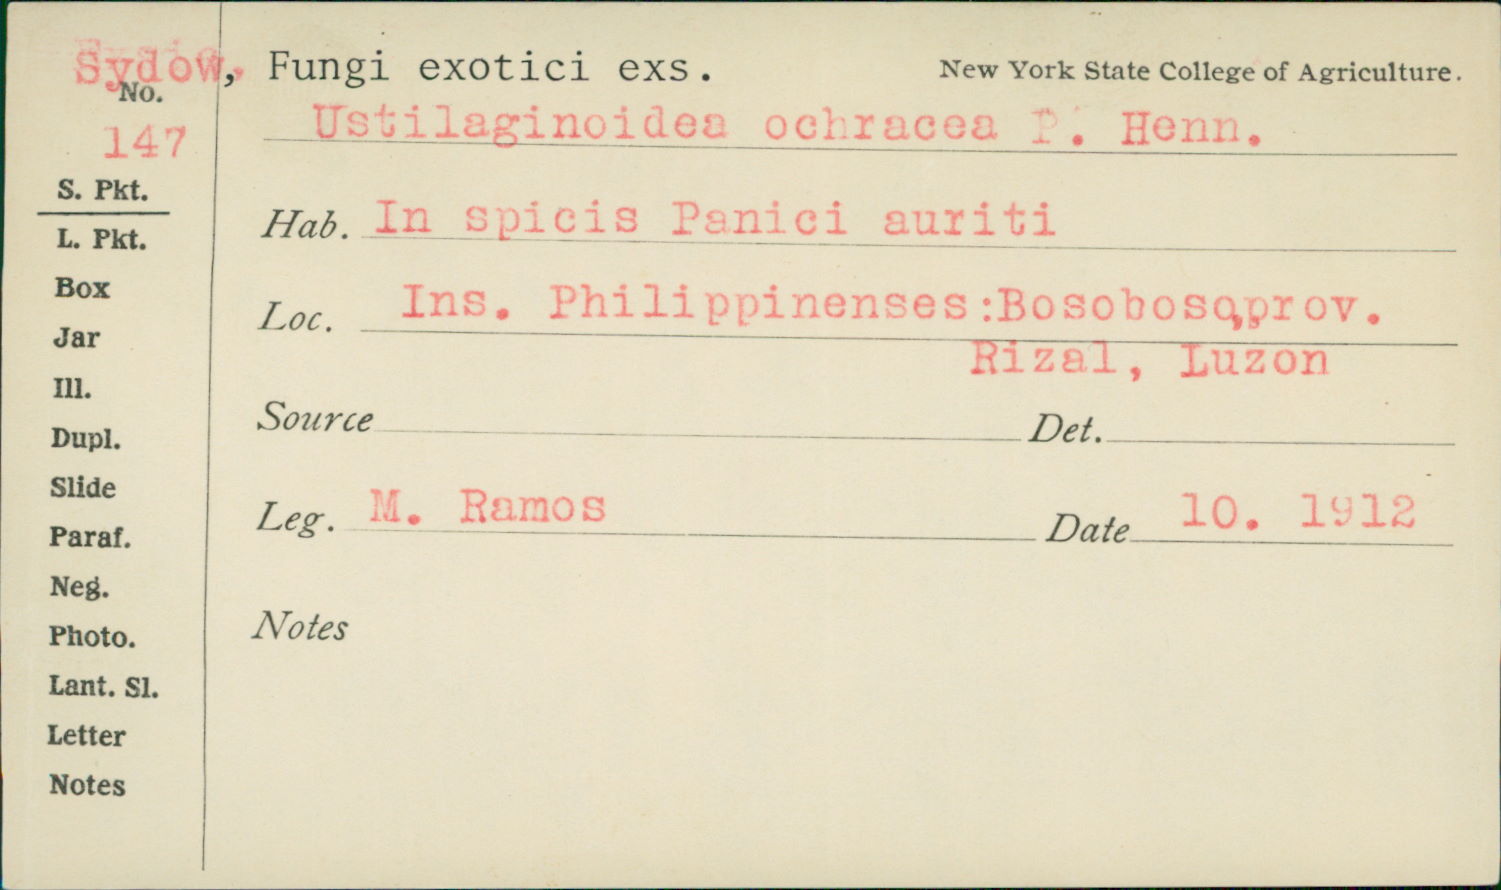 Sydow, Fungi exotici exs. New York State College of Agriculture.
No.
147
Ustilaginoidea ochracea P. Henn.
S. Pkt.
Hab. In spicis Panici auriti
L. Pkt.
Box
Loc. Ins. Philippinenses:Bosoboso,prov.
Jar
Rizal, Luzon
Ill.
Source Det.
Dupl.
Slide
Leg. M. Ramos Date 10. 1912
Paraf.
Neg.
Notes
Photo.
Lant. Sl.
Letter
Notes